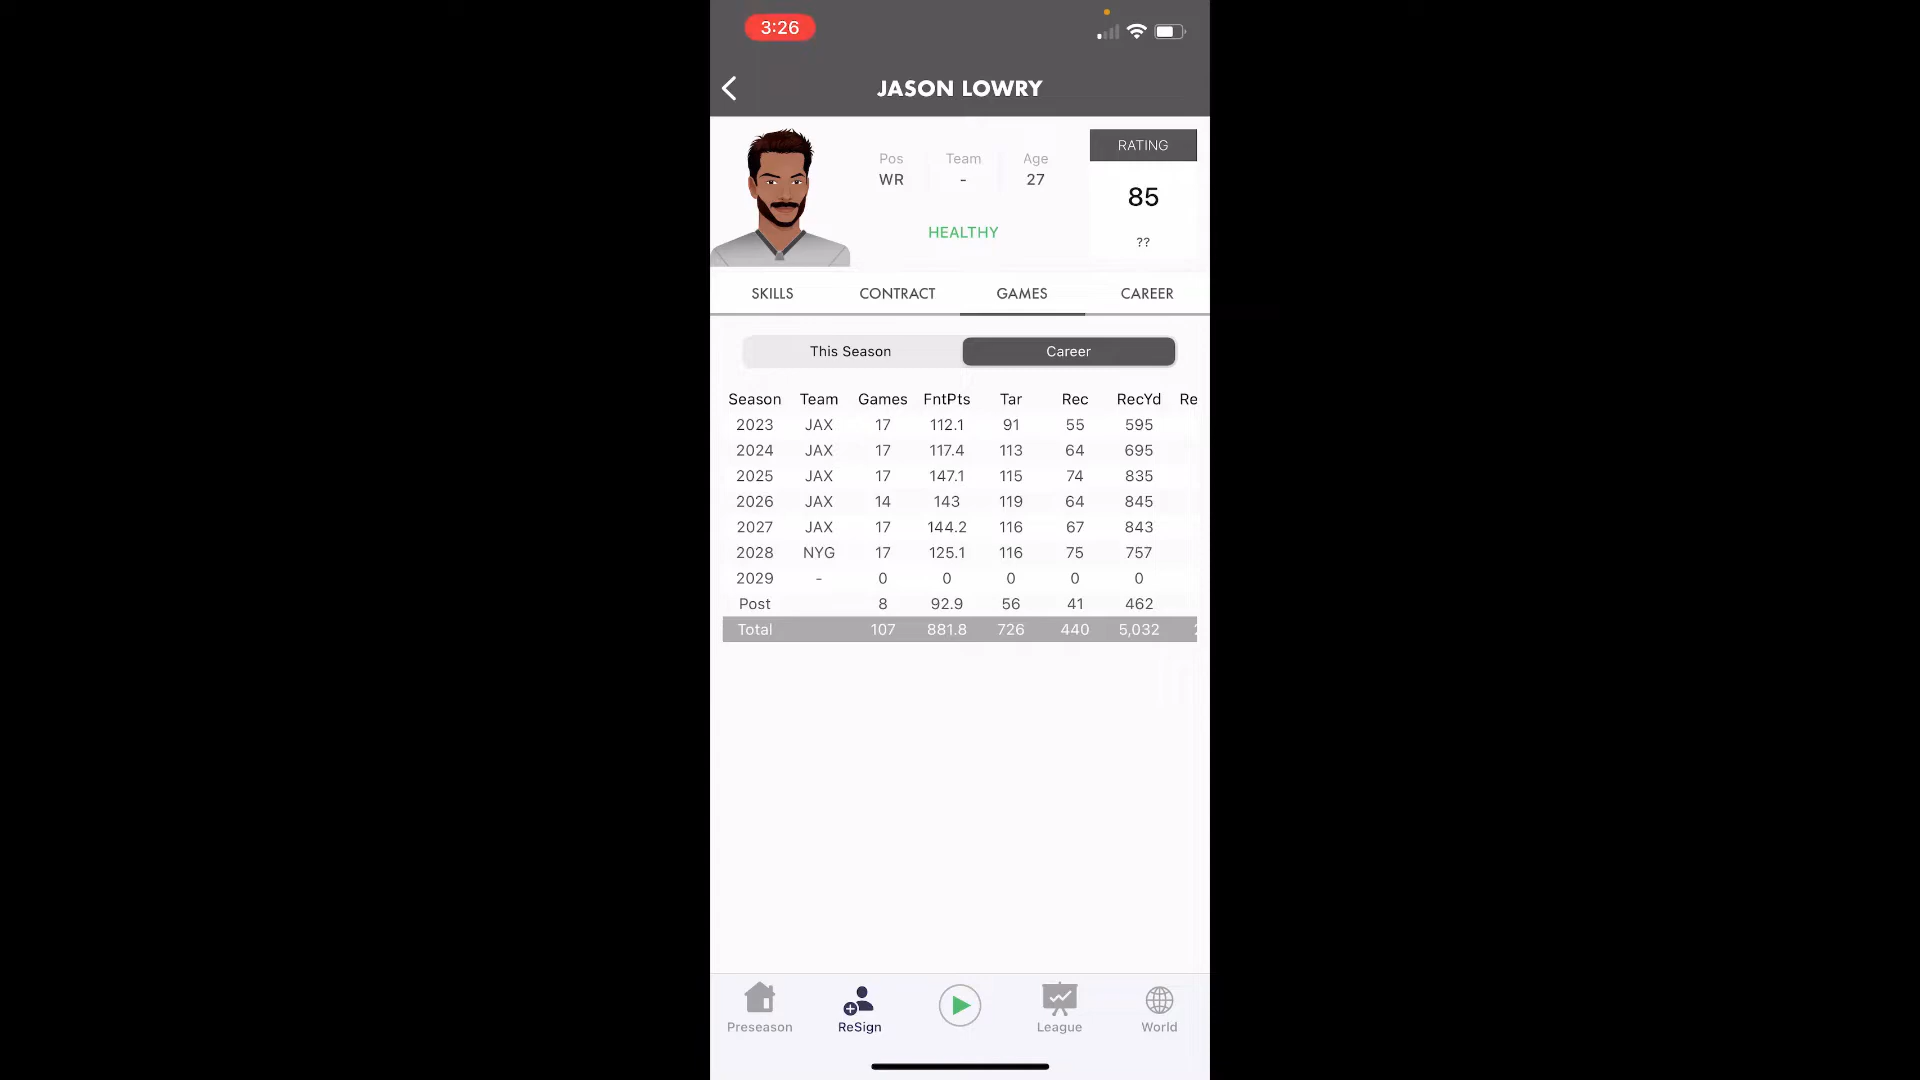 3:26
JASON LOWRY
Pos Team Age
WR - 27
HEALTHY
RATING
85
??
SKILLS CONTRACT GAMES CAREER
This Season Career
Season Team Games FntPts Tar Rec RecYd Re
2023 JAX 17 112.1 91 55 595
2024 JAX 17 117.4 113 64 695
2025 JAX 17 147.1 115 74 835
2026 JAX 14 143 119 64 845
2027 JAX 17 144.2 116 67 843
2028 NYG 17 125.1 116 75 757
2029 - 0 0 0 0 0
Post 8 92.9 56 41 462
Total 107 881.8 726 440 5,032
Preseason ReSign League World